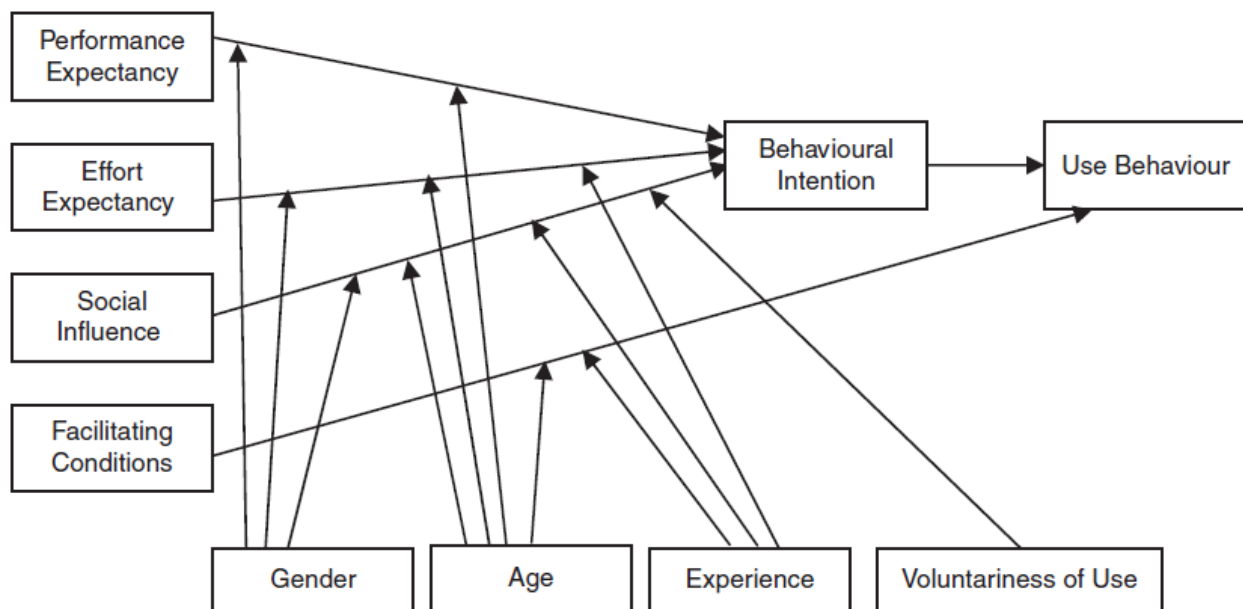 Performance
Expectancy
Effort
Expectancy
Social
Influence
Facilitating
Conditions
Behavioural
Intention
Use Behaviour
Gender
Age
Experience
Voluntariness of Use